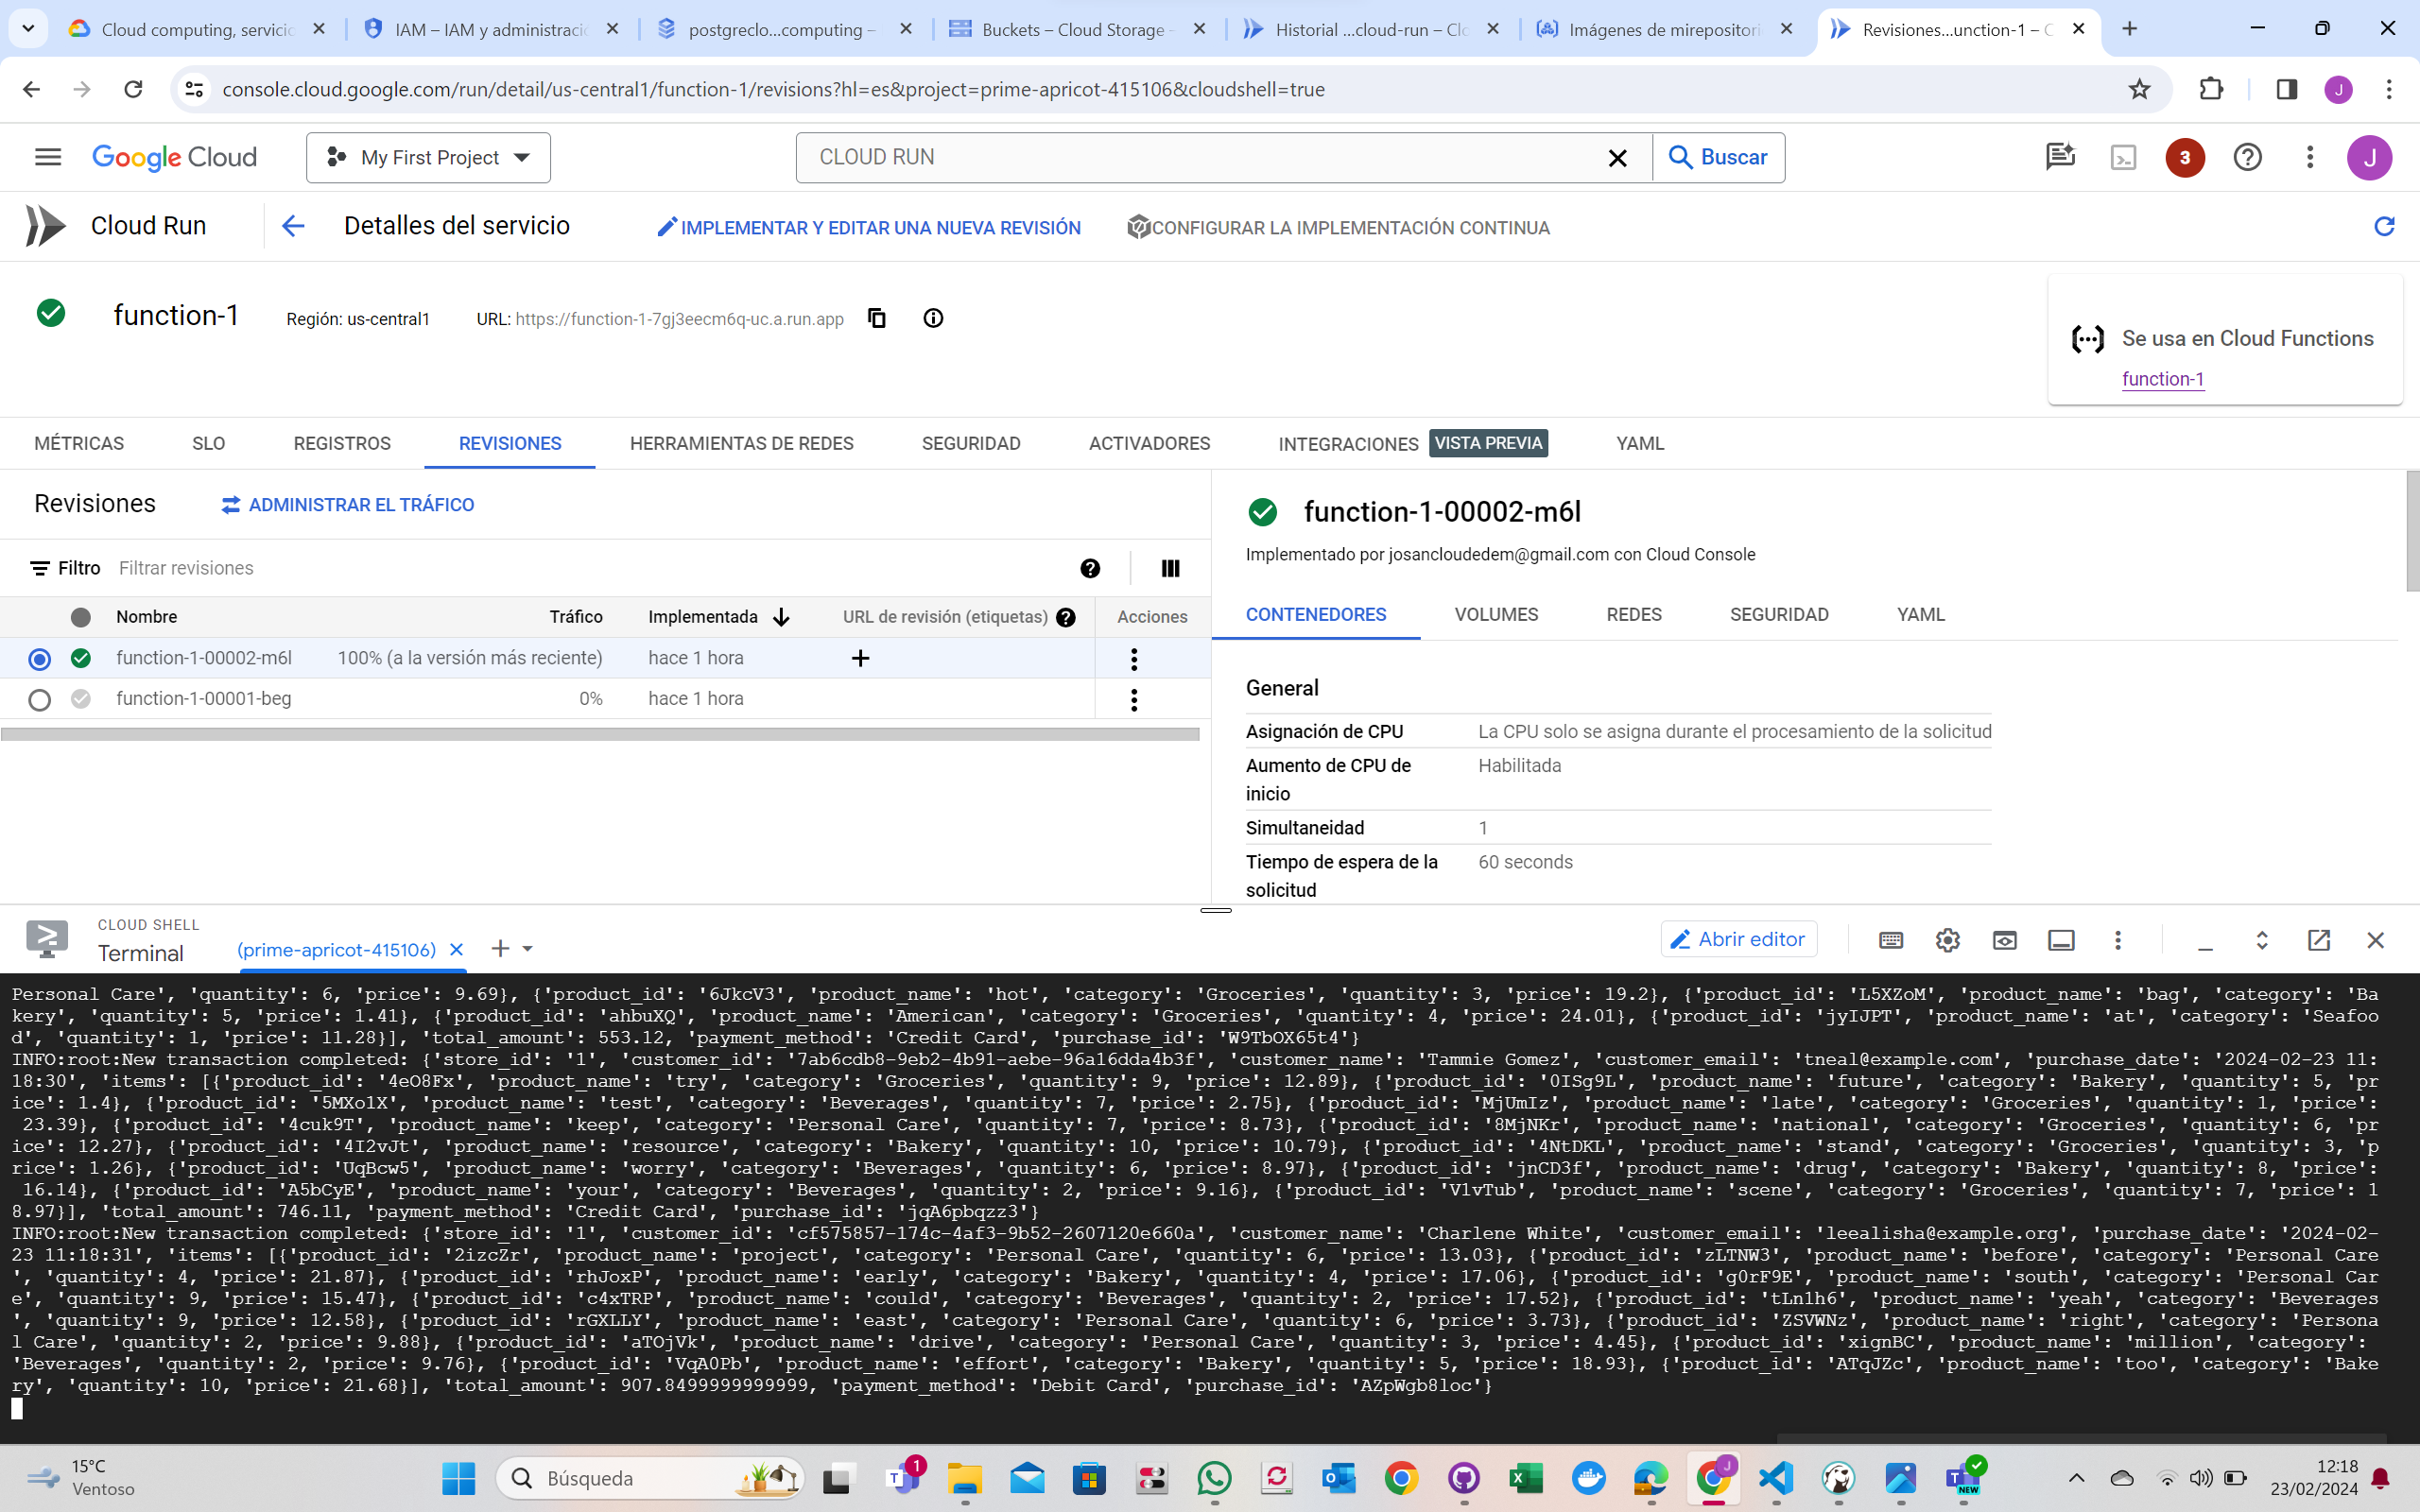 Cloud computing, servicio
IAM – IAM y administraci
postgreclo...computing –
Buckets – Cloud Storage –
Historial ...cloud-run – Clo
Imágenes de mirepositori
Revisiones...unction-1 – C
console.cloud.google.com/run/detail/us-central1/function-1/revisions?hl=es&project=prime-apricot-415106&cloudshell=true
J
Google Cloud
My First Project
CLOUD RUN
Buscar
3
J
Cloud Run
Detalles del servicio
IMPLEMENTAR Y EDITAR UNA NUEVA REVISIÓN
CONFIGURAR LA IMPLEMENTACIÓN CONTINUA
function-1
Región: us-central1
URL: https://function-1-7gj3eecm6q-uc.a.run.app
Se usa en Cloud Functions
function-1
MÉTRICAS
SLO
REGISTROS
REVISIONES
HERRAMIENTAS DE REDES
SEGURIDAD
ACTIVADORES
INTEGRACIONES VISTA PREVIA
YAML
Revisiones
ADMINISTRAR EL TRÁFICO
Filtro Filtrar revisiones
Nombre Tráfico Implementada URL de revisión (etiquetas) Acciones
function-1-00002-m6l 100% (a la versión más reciente) hace 1 hora
function-1-00001-beg 0% hace 1 hora
function-1-00002-m6l
Implementado por josancloudedem@gmail.com con Cloud Console
CONTENEDORES
VOLUMES
REDES
SEGURIDAD
YAML
General
Asignación de CPU La CPU solo se asigna durante el procesamiento de la solicitud
Aumento de CPU de Habilitada
inicio
Simultaneidad 1
Tiempo de espera de la 60 seconds
solicitud
CLOUD SHELL
Terminal
(prime-apricot-415106)
Abrir editor
Personal Care', 'quantity': 6, 'price': 9.69}, {'product_id': '6JkcV3', 'product_name': 'hot', 'category': 'Groceries', 'quantity': 3, 'price': 19.2}, {'product_id': 'L5XZoM', 'product_name': 'bag', 'category': 'Ba
kery', 'quantity': 5, 'price': 1.41}, {'product_id': 'ahbuXQ', 'product_name': 'American', 'category': 'Groceries', 'quantity': 4, 'price': 24.01}, {'product_id': 'jyIJPT', 'product_name': 'at', 'category': 'Seafoo
d', 'quantity': 1, 'price': 11.28}], 'total_amount': 553.12, 'payment_method': 'Credit Card', 'purchase_id': 'W9TbOX65t4'}
INFO:root:New transaction completed: {'store_id': '1', 'customer_id': '7ab6cdb8-9eb2-4b91-aebe-96a16dda4b3f', 'customer_name': 'Tammie Gomez', 'customer_email': 'tneal@example.com', 'purchase_date': '2024-02-23 11:
18:30', 'items': [{'product_id': '4eO8Fx', 'product_name': 'try', 'category': 'Groceries', 'quantity': 9, 'price': 12.89}, {'product_id': '0ISg9L', 'product_name': 'future', 'category': 'Bakery', 'quantity': 5, 'pr
ice': 1.4}, {'product_id': '5MXo1X', 'product_name': 'test', 'category': 'Beverages', 'quantity': 7, 'price': 2.75}, {'product_id': 'MjUmIz', 'product_name': 'late', 'category': 'Groceries', 'quantity': 1, 'price':
23.39}, {'product_id': '4cuk9T', 'product_name': 'keep', 'category': 'Personal Care', 'quantity': 7, 'price': 8.73}, {'product_id': '8MjNKr', 'product_name': 'national', 'category': 'Groceries', 'quantity': 6, 'pr
ice': 12.27}, {'product_id': '4I2vJt', 'product_name': 'resource', 'category': 'Bakery', 'quantity': 10, 'price': 10.79}, {'product_id': '4NtDKL', 'product_name': 'stand', 'category': 'Groceries', 'quantity': 3, 'p
rice': 1.26}, {'product_id': 'UqBcw5', 'product_name': 'worry', 'category': 'Beverages', 'quantity': 6, 'price': 8.97}, {'product_id': 'jnCD3f', 'product_name': 'drug', 'category': 'Bakery', 'quantity': 8, 'price':
16.14}, {'product_id': 'A5bCyE', 'product_name': 'your', 'category': 'Beverages', 'quantity': 2, 'price': 9.16}, {'product_id': 'V1vTub', 'product_name': 'scene', 'category': 'Groceries', 'quantity': 7, 'price': 1
8.97}], 'total_amount': 746.11, 'payment_method': 'Credit Card', 'purchase_id': 'jqA6pbqzz3'}
INFO:root:New transaction completed: {'store_id': '1', 'customer_id': 'cf575857-174c-4af3-9b52-2607120e660a', 'customer_name': 'Charlene White', 'customer_email': 'leealisha@example.org', 'purchase_date': '2024-02-
23 11:18:31', 'items': [{'product_id': '2izcZr', 'product_name': 'project', 'category': 'Personal Care', 'quantity': 6, 'price': 13.03}, {'product_id': 'zLTNW3', 'product_name': 'before', 'category': 'Personal Care
', 'quantity': 4, 'price': 21.87}, {'product_id': 'rhJoxP', 'product_name': 'early', 'category': 'Bakery', 'quantity': 4, 'price': 17.06}, {'product_id': 'g0rF9E', 'product_name': 'south', 'category': 'Personal Car
e', 'quantity': 9, 'price': 15.47}, {'product_id': 'c4xTRP', 'product_name': 'could', 'category': 'Beverages', 'quantity': 2, 'price': 17.52}, {'product_id': 'tLn1h6', 'product_name': 'yeah', 'category': 'Beverages
', 'quantity': 9, 'price': 12.58}, {'product_id': 'rGXLLY', 'product_name': 'east', 'category': 'Personal Care', 'quantity': 6, 'price': 3.73}, {'product_id': 'ZSVWNz', 'product_name': 'right', 'category': 'Persona
l Care', 'quantity': 2, 'price': 9.88}, {'product_id': 'aTOjVk', 'product_name': 'drive', 'category': 'Personal Care', 'quantity': 3, 'price': 4.45}, {'product_id': 'xignBC', 'product_name': 'million', 'category':
'Beverages', 'quantity': 2, 'price': 9.76}, {'product_id': 'VqA0Pb', 'product_name': 'effort', 'category': 'Bakery', 'quantity': 5, 'price': 18.93}, {'product_id': 'ATqJZc', 'product_name': 'too', 'category': 'Bake
ry', 'quantity': 10, 'price': 21.68}], 'total_amount': 907.8499999999999, 'payment_method': 'Debit Card', 'purchase_id': 'AZpWgb8loc'}
15°C
Ventoso
Búsqueda
1
NEW
12:18
23/02/2024